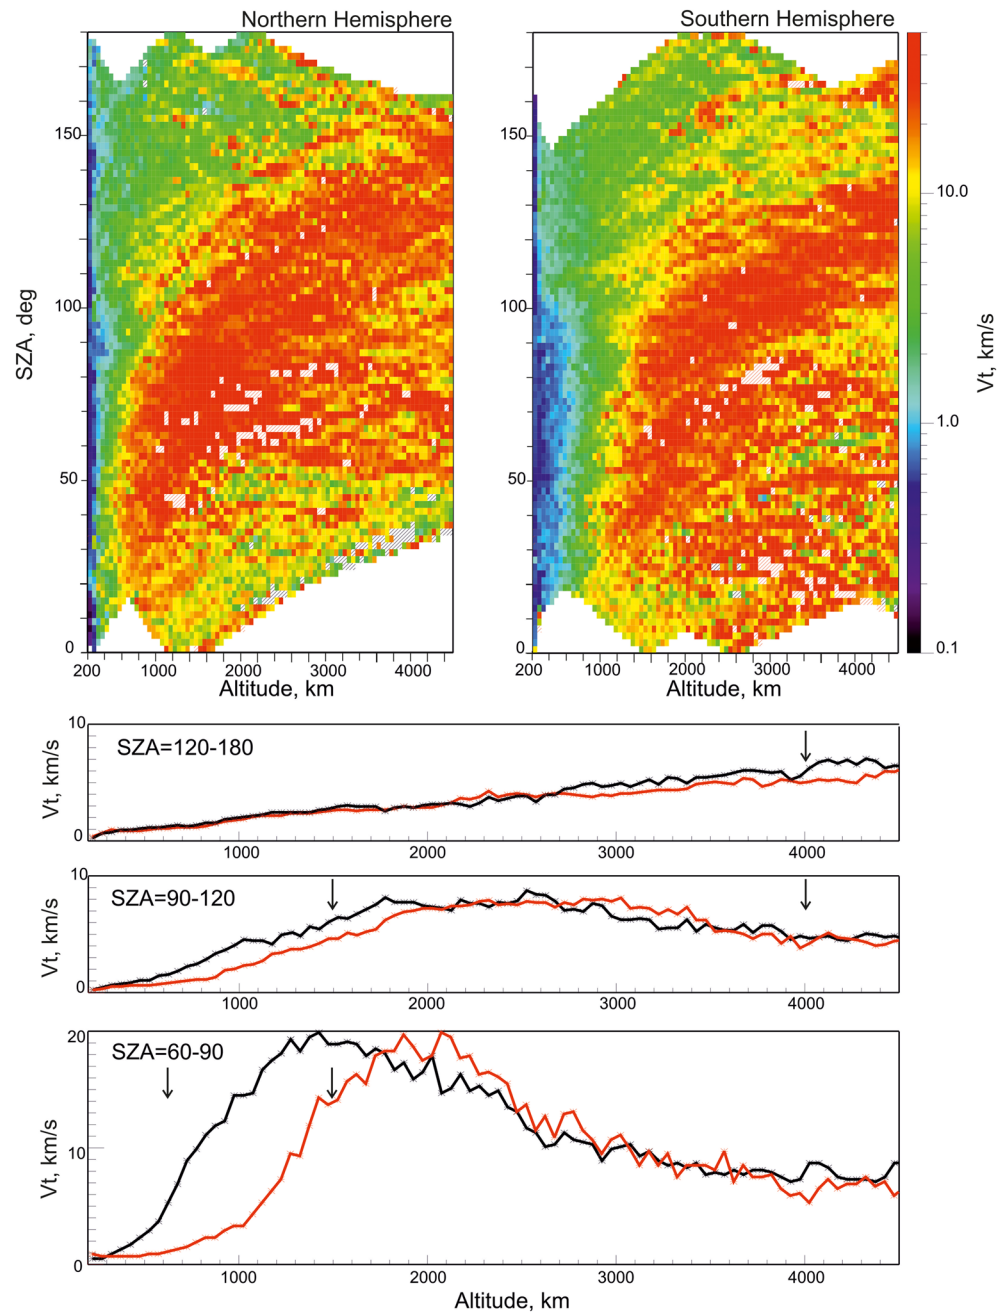 Northern Hemisphere
Southern Hemisphere
SZA, deg
150
100
50
0
150
100
50
0
10.0
1.0
0.1
Vt, km/s
200 1000 2000 3000 4000
200 1000 2000 3000 4000
Altitude, km
Altitude, km
10
SZA=120-180
Vt, km/s
0
1000 2000 3000 4000
10
SZA=90-120
Vt, km/s
0
1000 2000 3000 4000
20
SZA=60-90
Vt, km/s
10
0
1000 2000 3000 4000
Altitude, km